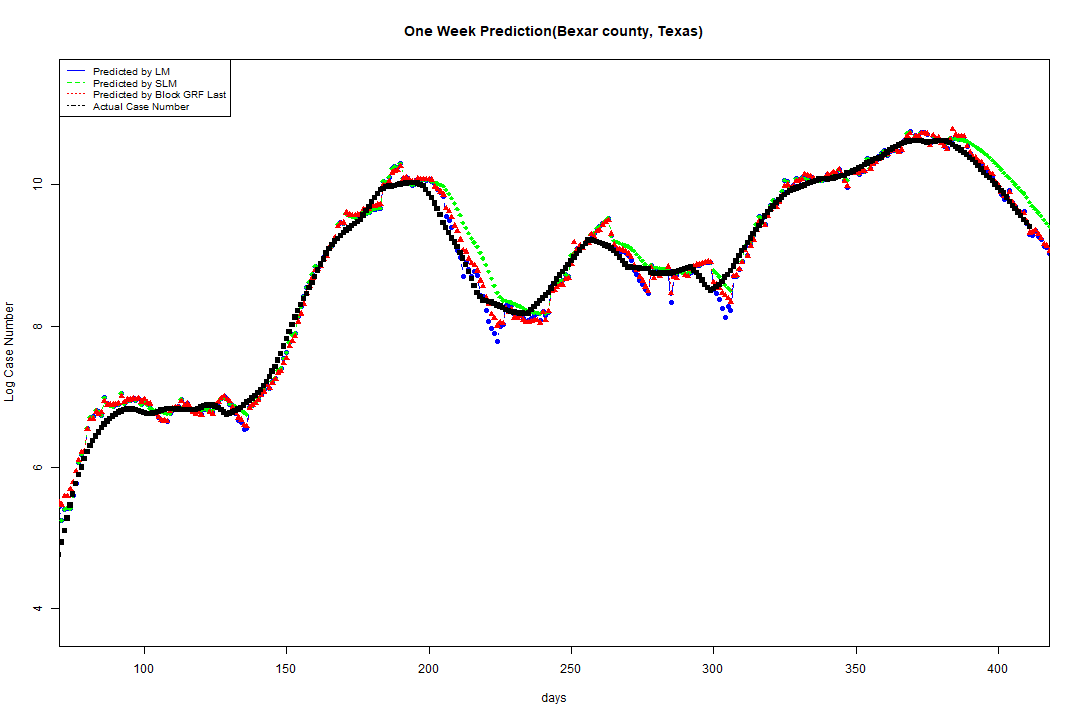 One Week Prediction(Bexar county, Texas)
Predicted by LM
Predicted by SLM
Predicted by Block GRF Last
Actual Case Number
10
8
6
4
Log Case Number
100 150 200 250 300 350 400
days